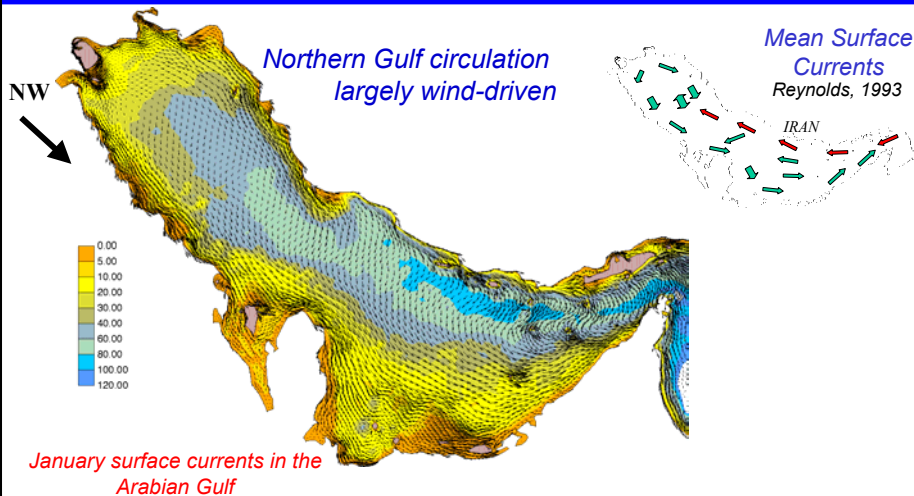 Northern Gulf circulation
largely wind-driven
Mean Surface
Currents
Reynolds, 1993
NW
IRAN
0.00
5.00
10.00
20.00
30.00
40.00
60.00
80.00
100.00
120.00
January surface currents in the
Arabian Gulf